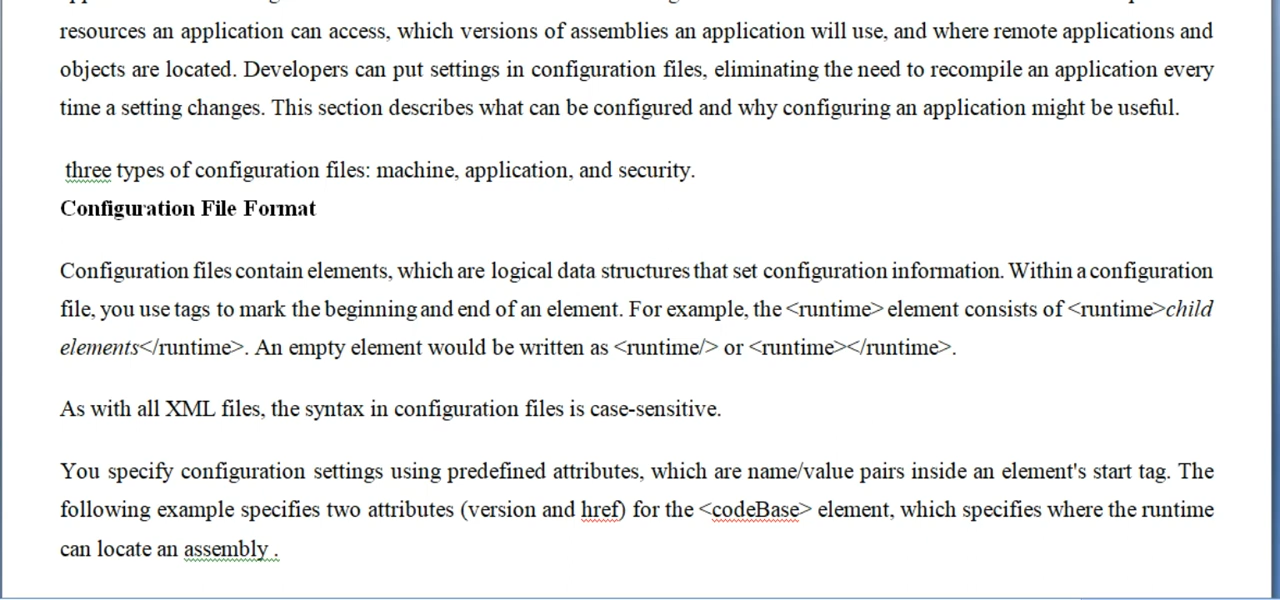 resources an application can access, which versions of assemblies an application will use, and where remote applications and
objects are located. Developers can put settings in configuration files, eliminating the need to recompile an application every
time a setting changes. This section describes what can be configured and why configuring an application might be useful.
three types of configuration files: machine, application, and security.
Configuration File Format
Configuration files contain elements, which are logical data structures that set configuration information. Within a configuration
file, you use tags to mark the beginning and end of an element. For example, the <runtime> element consists of <runtime>child
elements</runtime>. An empty element would be written as <runtime/> or <runtime></runtime>.
As with all XML files, the syntax in configuration files is case-sensitive.
You specify configuration settings using predefined attributes, which are name/value pairs inside an element's start tag. The
following example specifies two attributes (version and href) for the <codeBase> element, which specifies where the runtime
can locate an assembly .